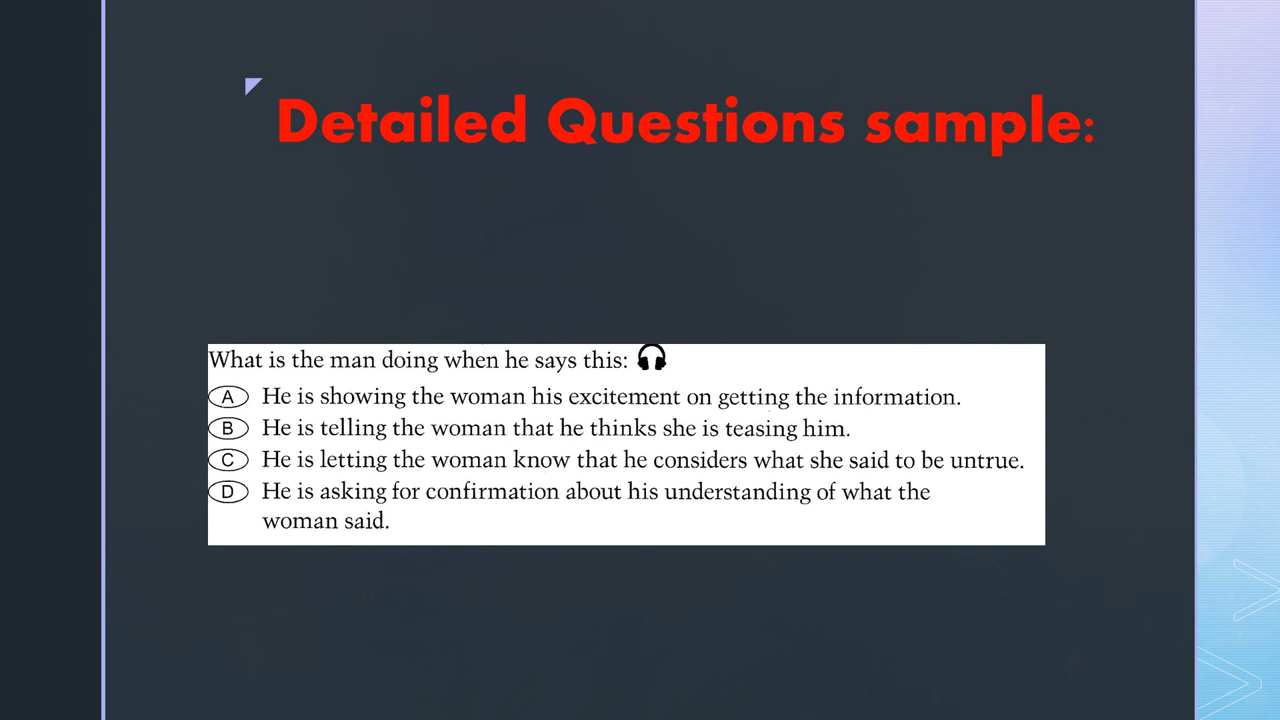 Detailed Questions sample:
What is the man doing when he says this:
A He is showing the woman his excitement on getting the information.
B He is telling the woman that he thinks she is teasing him.
C He is letting the woman know that he considers what she said to be untrue.
D He is asking for confirmation about his understanding of what the
woman said.